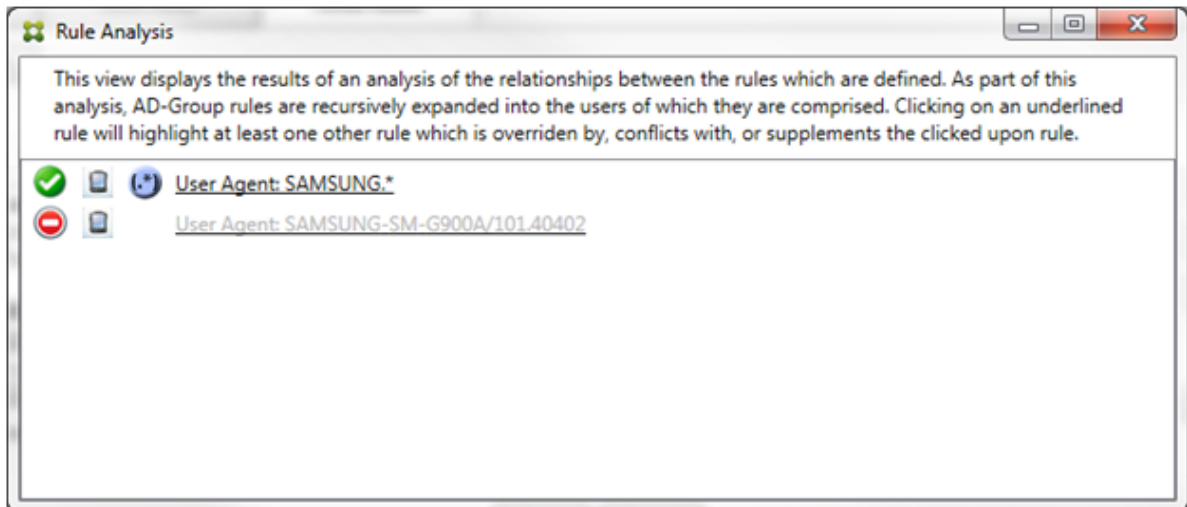 Rule Analysis
This view displays the results of an analysis of the relationships between the rules which are defined. As part of this
analysis, AD-Group rules are recursively expanded into the users of which they are comprised. Clicking on an underlined
rule will highlight at least one other rule which is overriden by, conflicts with, or supplements the clicked upon rule.
(.*) User Agent: SAMSUNG.*
User Agent: SAMSUNG-SM-G900A/101.40402